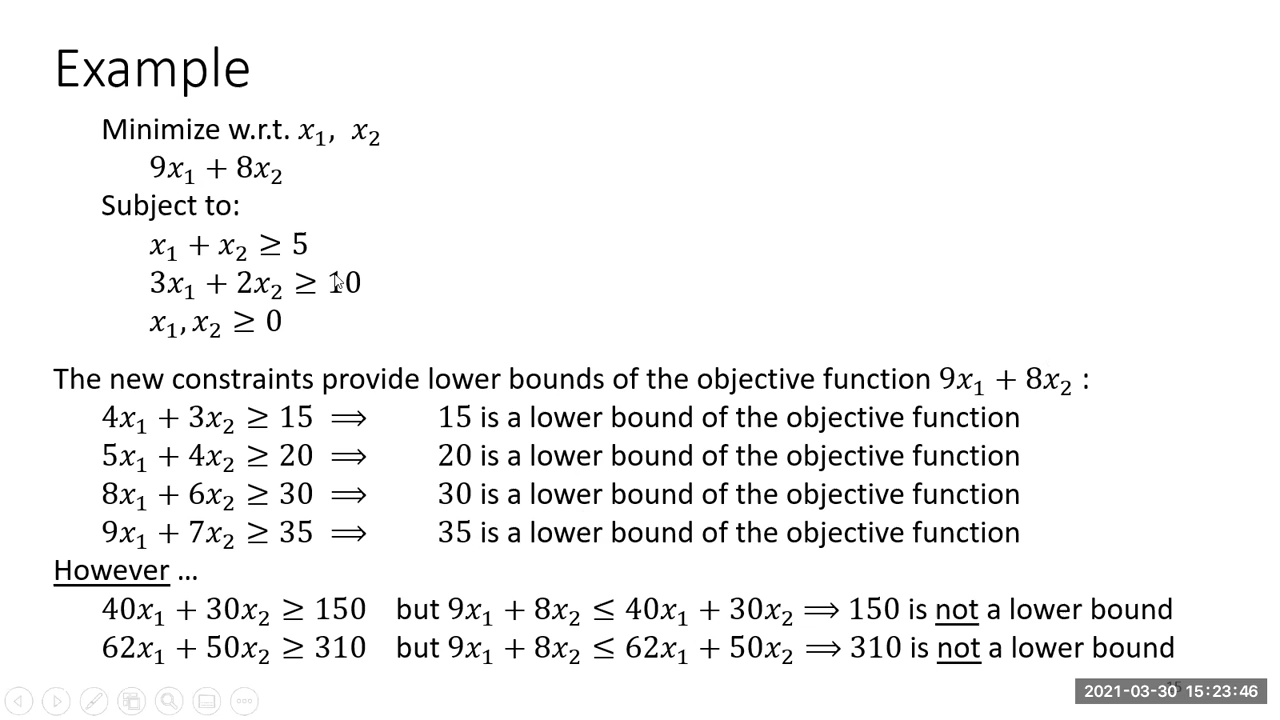 Example
Minimize w.r.t. x₁, x₂
9x₁ + 8x₂
Subject to:
x₁ + x₂ ≥ 5
3x₁ + 2x₂ ≥ 10
x₁, x₂ ≥ 0
The new constraints provide lower bounds of the objective function 9x₁ + 8x₂ :
4x₁ + 3x₂ ≥ 15 ⟹ 15 is a lower bound of the objective function
5x₁ + 4x₂ ≥ 20 ⟹ 20 is a lower bound of the objective function
8x₁ + 6x₂ ≥ 30 ⟹ 30 is a lower bound of the objective function
9x₁ + 7x₂ ≥ 35 ⟹ 35 is a lower bound of the objective function
However ...
40x₁ + 30x₂ ≥ 150 but 9x₁ + 8x₂ ≤ 40x₁ + 30x₂ ⟹ 150 is not a lower bound
62x₁ + 50x₂ ≥ 310 but 9x₁ + 8x₂ ≤ 62x₁ + 50x₂ ⟹ 310 is not a lower bound
2021-03-30 15:23:46